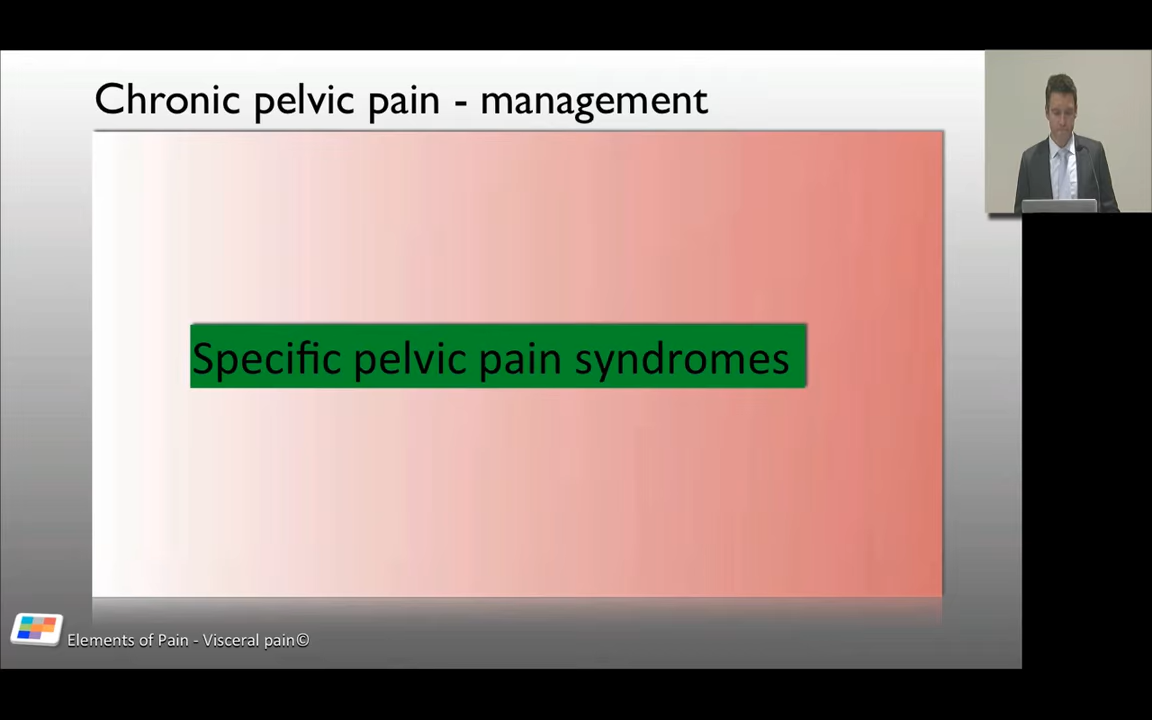 Chronic pelvic pain - management
Specific pelvic pain syndromes
Elements of Pain - Visceral pain©